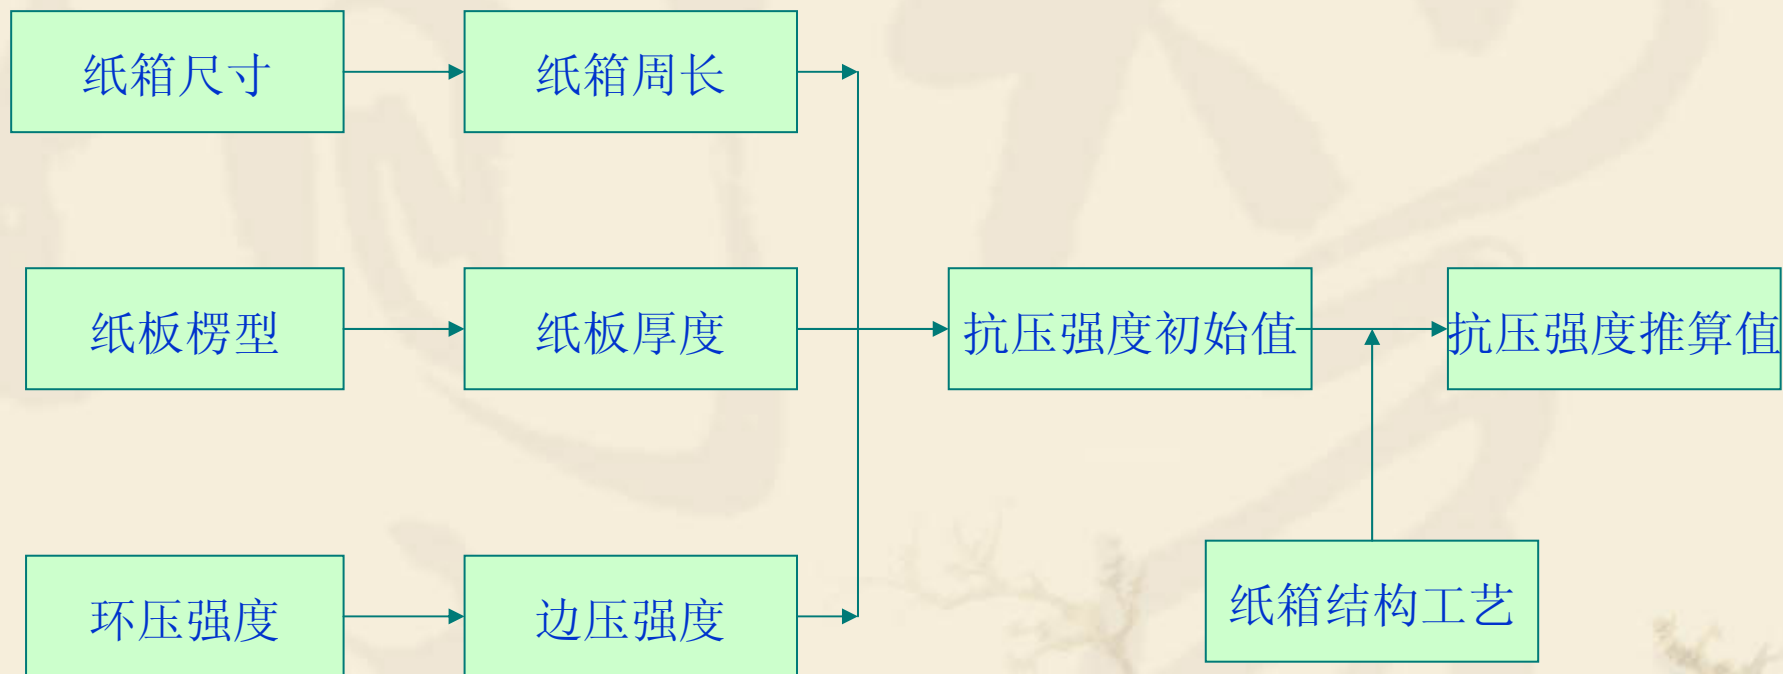 纸箱尺寸
纸箱周长
纸板楞型
纸板厚度
抗压强度初始值
抗压强度推算值
环压强度
边压强度
纸箱结构工艺